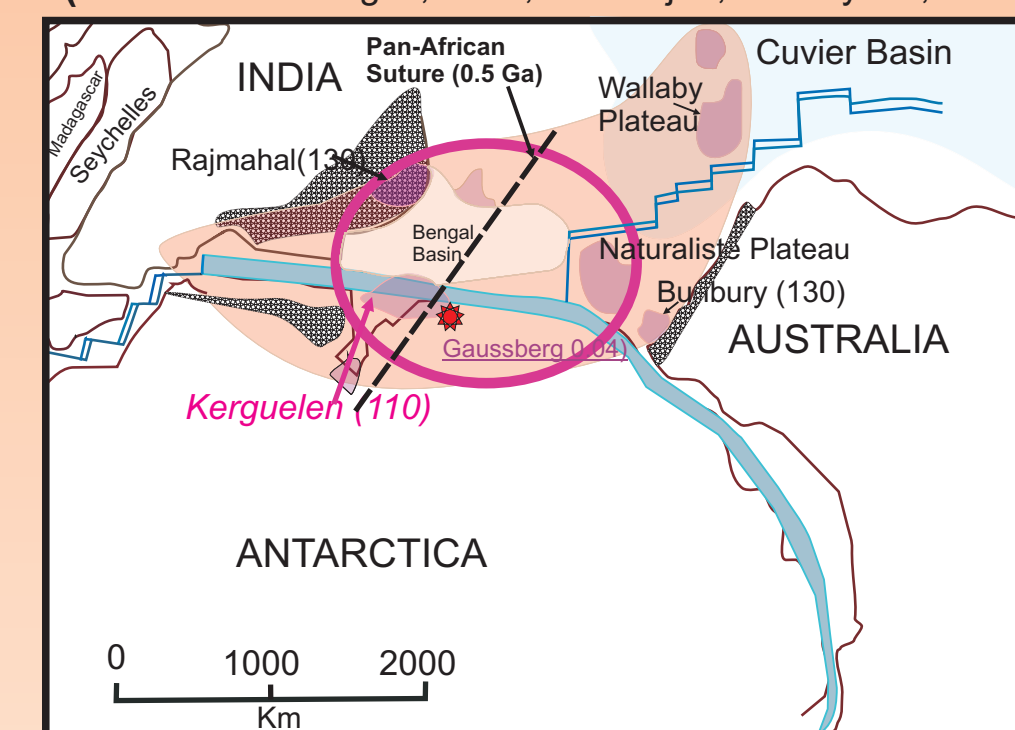 INDIA
Pan-African
Suture (0.5 Ga)
Cuvier Basin
Wallaby
Plateau
Madagascar
Seychelles
Rajmahal(130)
Bengal
Basin
Naturaliste Plateau
Bunbury (130)
AUSTRALIA
Gaussberg 0.04)
Kerguelen (110)
ANTARCTICA
0 1000 2000
Km